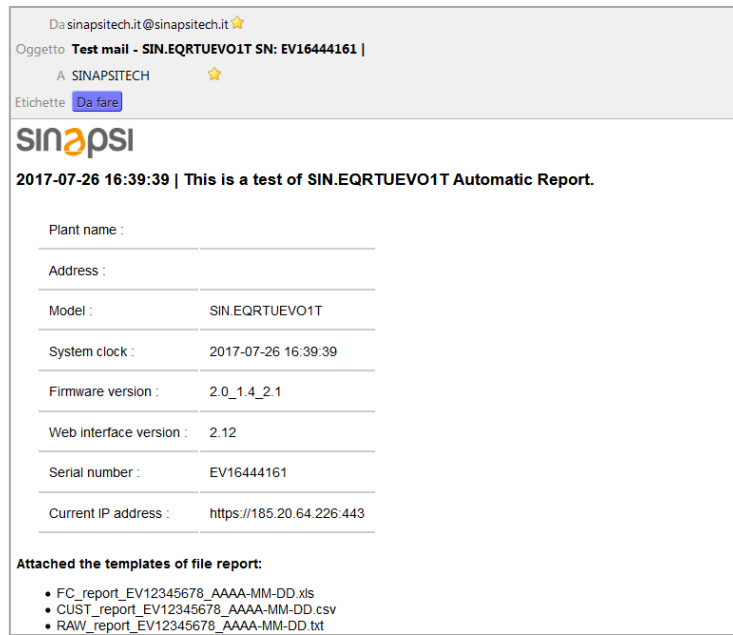 Da sinapsitech.it@sinapsitech.it
Oggetto Test mail - SIN.EQRTUEVO1T SN: EV16444161 |
A SINAPSITECH
Etichette Da fare
sinapsi
2017-07-26 16:39:39 | This is a test of SIN.EQRTUEVO1T Automatic Report.
Plant name :
Address :
Model : SIN.EQRTUEVO1T
System clock : 2017-07-26 16:39:39
Firmware version : 2.0_1.4_2.1
Web interface version : 2.12
Serial number : EV16444161
Current IP address : https://185.20.64.226:443
Attached the templates of file report:
• FC_report_EV12345678_AAAA-MM-DD.xls
• CUST_report_EV12345678_AAAA-MM-DD.csv
• RAW_report_EV12345678_AAAA-MM-DD.txt